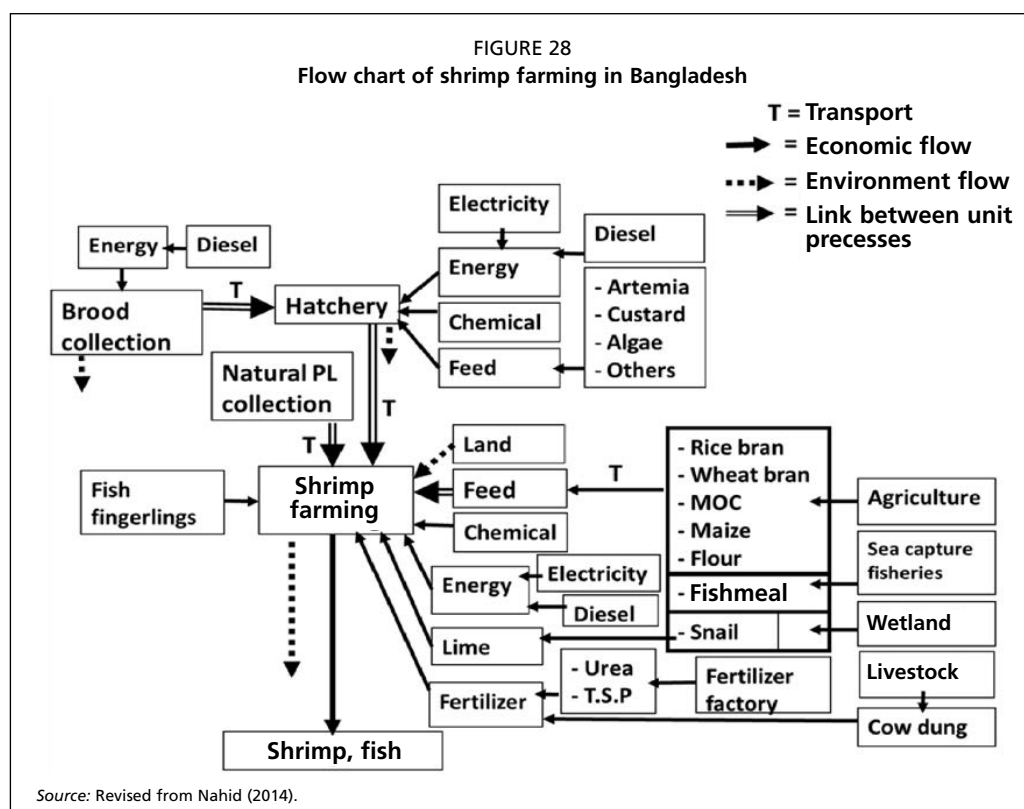 FIGURE 28
Flow chart of shrimp farming in Bangladesh
T = Transport
= Economic flow
= Environment flow
= Link between unit
precesses
Electricity
Energy
Diesel
Diesel
Energy
T
Hatchery
Brood
collection
Chemical
Feed
- Artemia
- Custard
- Algae
- Others
Natural PL
collection
T
T
Land
Shrimp
farming
Feed
T
Chemical
Fish
fingerlings
- Rice bran
- Wheat bran
- MOC
- Maize
- Flour
Agriculture
Sea capture
fisheries
- Fishmeal
Energy
Electricity
Diesel
- Snail
Wetland
Lime
Livestock
- Urea
- T.S.P
Fertilizer
factory
Fertilizer
Cow dung
Shrimp, fish
Source: Revised from Nahid (2014).